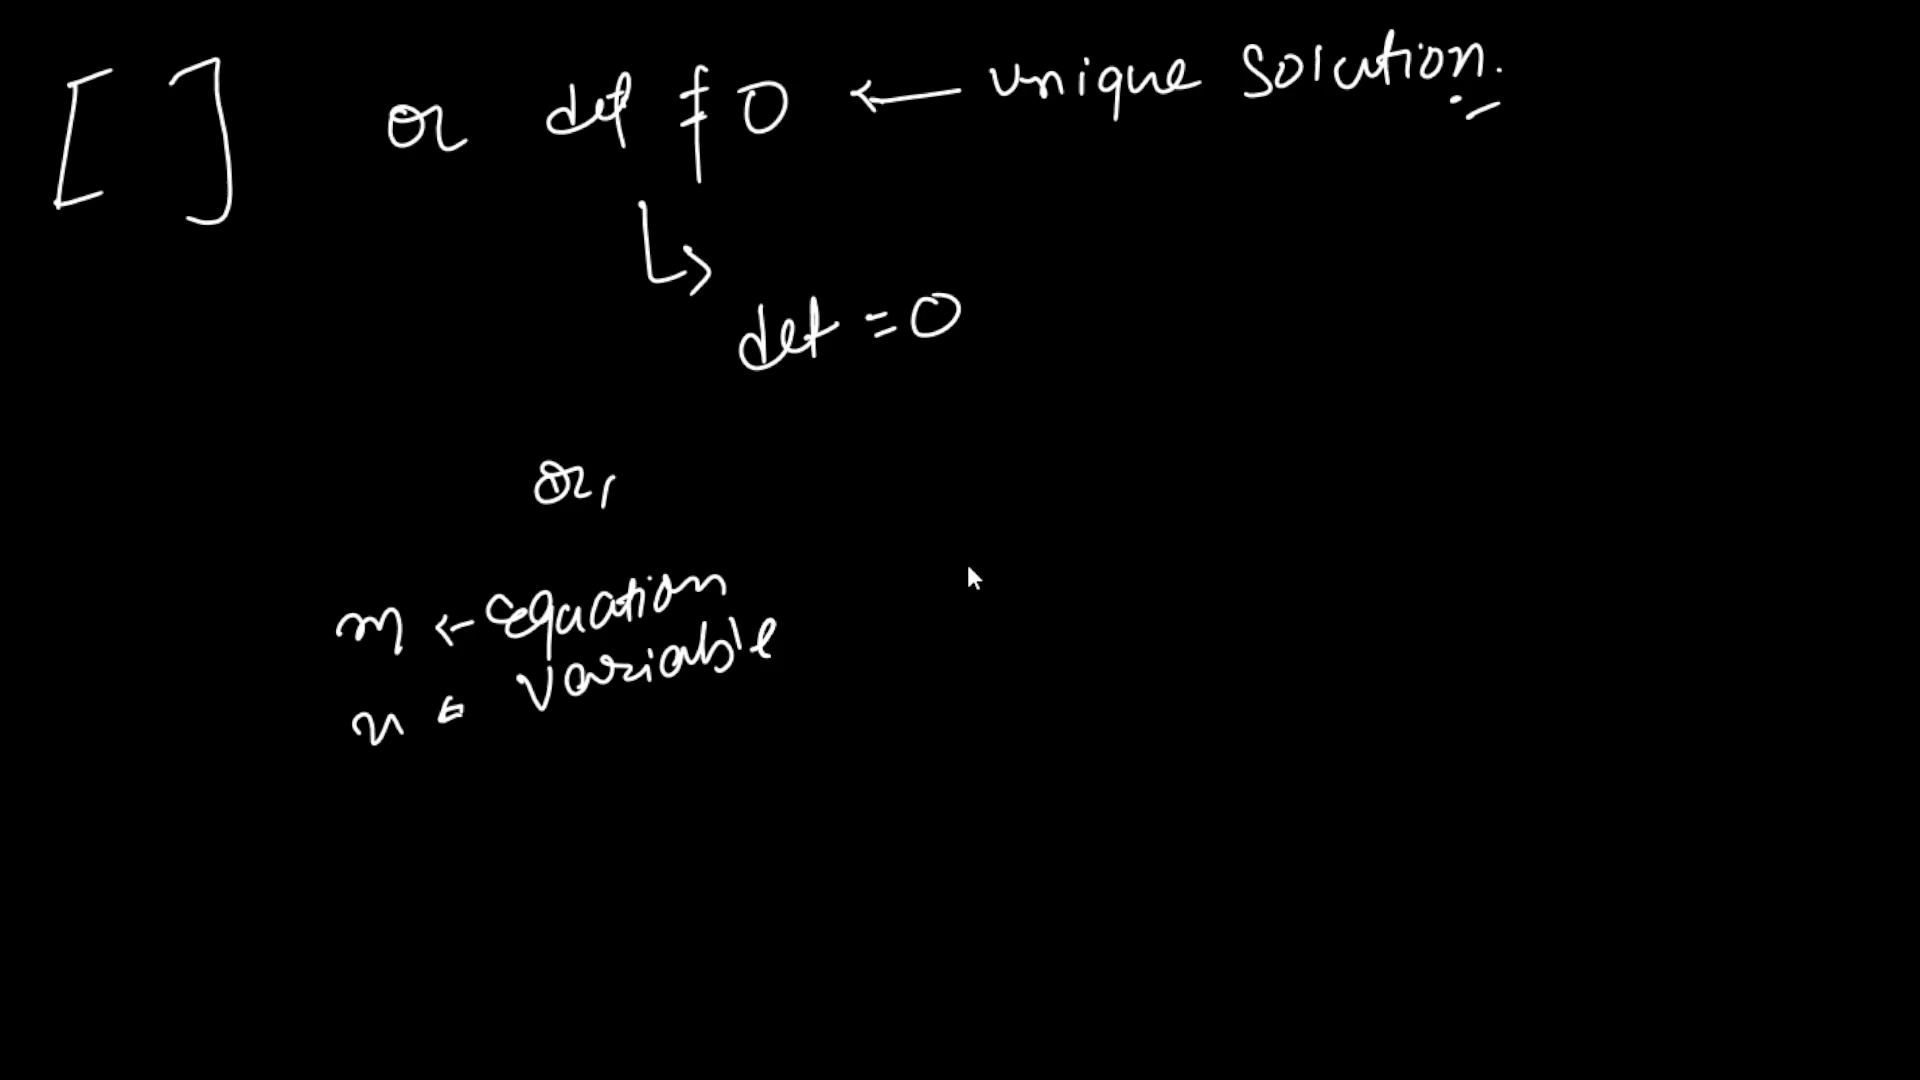 [ ] or det ≠ 0 ← unique solution.
↳ det = 0
or,
m ← equation
n ← variable